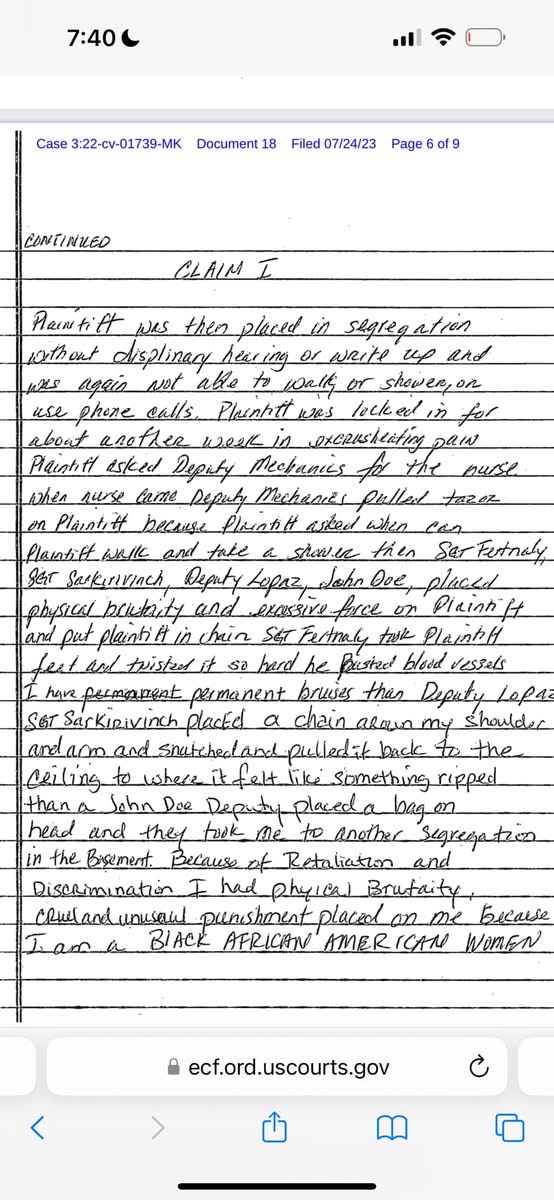 7:40
Case 3:22-cv-01739-MK Document 18 Filed 07/24/23 Page 6 of 9
CONTINUED
CLAIM I
Plaintiff was then placed in segregation
without displinary hearing or write up and
was again not able to walk, or shower, or
use phone calls. Plaintiff was locked in for
about another week in excrusheating pain
Plaintiff asked Deputy Mechanics for the nurse
when nurse came Deputy Mechanics pulled tazor
on Plaintiff because Plaintiff asked when can
Plaintiff walk and take a shower then SGT Fertnaly,
SGT Sarkirivinch, Deputy Lopaz, John Doe, placed
physical brutaity and excessive force on Plaintiff
and put plaintiff in chain SGT Fertnaly took Plaintiff
feet and twisted it so hard he Busted blood vessels
I have permanent permanent bruises than Deputy Lopaz
SGT Sarkirivinch placed a chain aroun my shoulder
and arm and snatched and pulled it back to the
ceiling to where it felt like something ripped
than a John Doe Deputy placed a bag on
head and they took me to another segregation
in the Basement. Because of Retaliation and
Discrimination I had phyical Brutaity,
cruel and unusaul punishment placed on me because
I am a BlACK AFRICAN AMERICAN WOMEN
ecf.ord.uscourts.gov